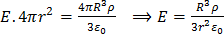 E. 4πr² = 4πR³ρ / 3ε₀ ⟹ E = R³ρ / 3r²ε₀